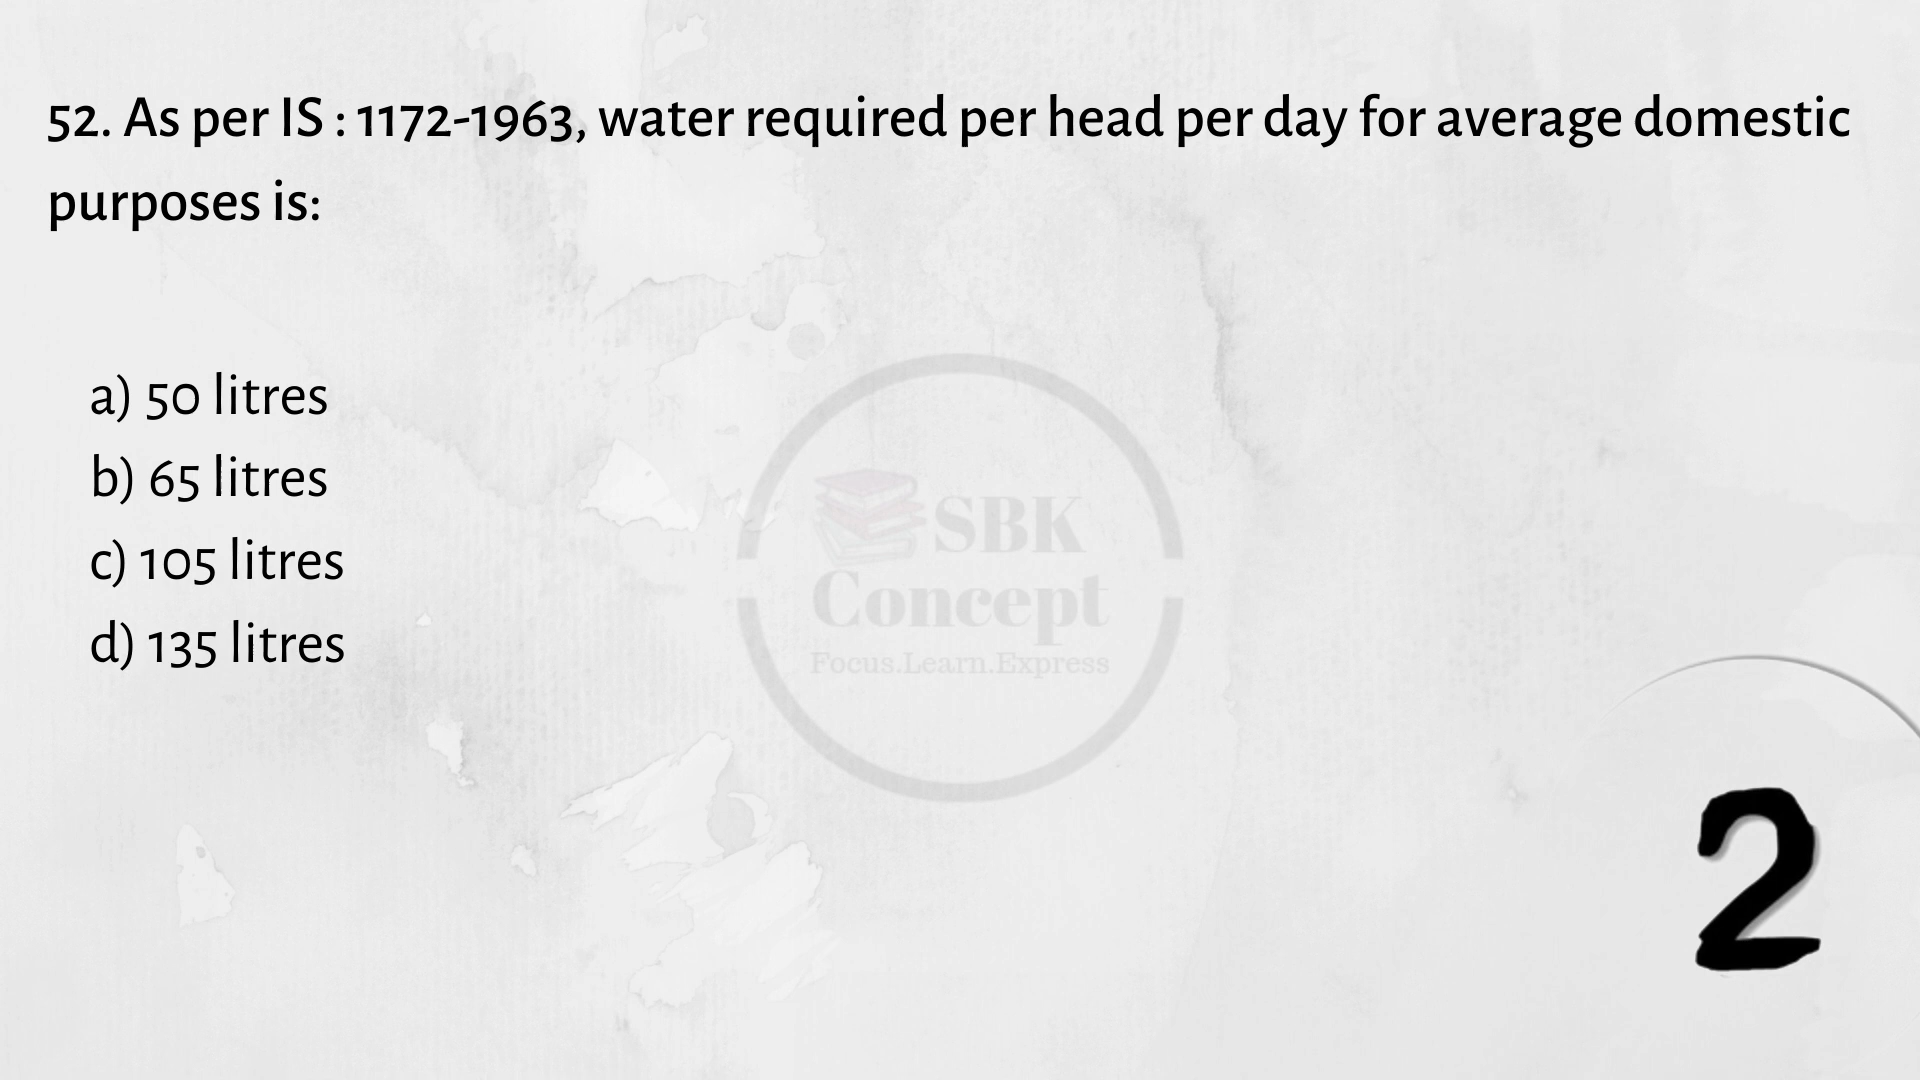 52. As per IS : 1172-1963, water required per head per day for average domestic
purposes is:
a) 50 litres
b) 65 litres
c) 105 litres
d) 135 litres
SBK
Concept
Focus.Learn.Express
2